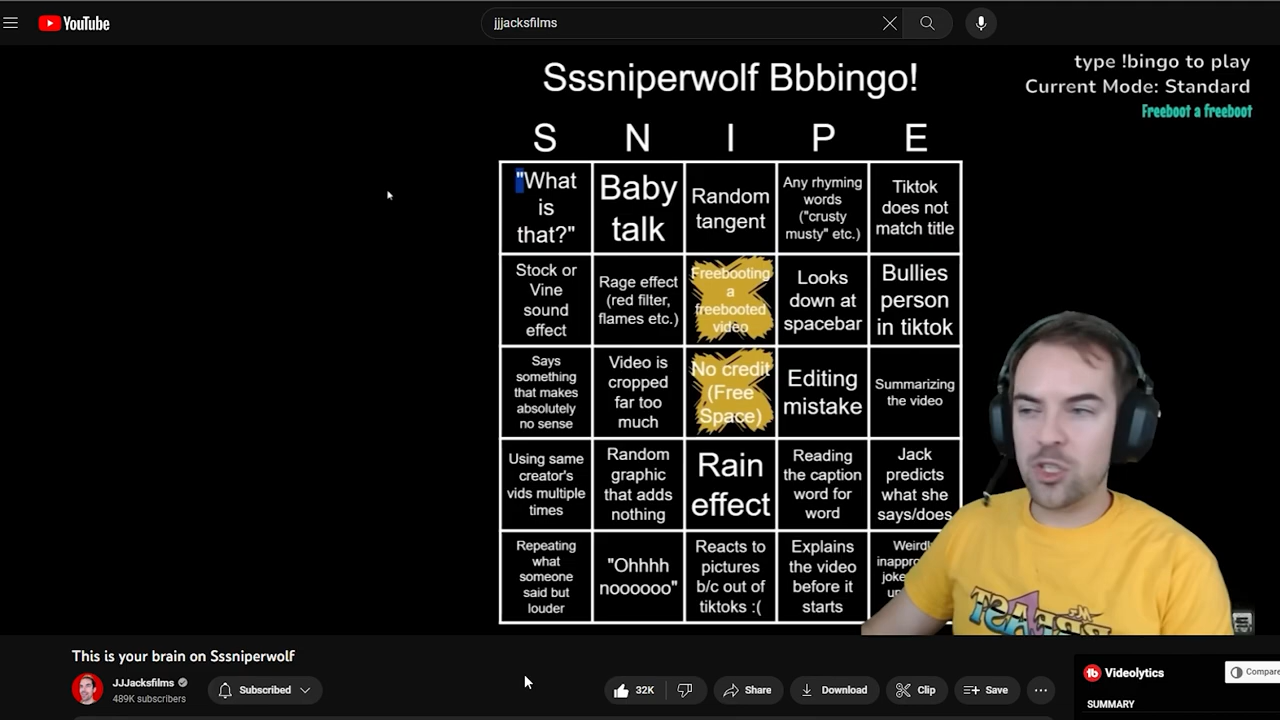 YouTube
jjjacksfilms
type !bingo to play
Current Mode: Standard
Freeboot a freeboot
Sssniperwolf Bbbingo!
S N I P E
"What
is
that?"
Baby
talk
Random
tangent
Any rhyming
words
("crusty
musty" etc.)
Tiktok
does not
match title
Stock or
Vine
sound
effect
Rage effect
(red filter,
flames etc.)
Freebooting
a
freebooted
video
Looks
down at
spacebar
Bullies
person
in tiktok
Says
something
that makes
absolutely
no sense
Video is
cropped
far too
much
No credit
(Free
Space)
Editing
mistake
Summarizing
the video
Using same
creator's
vids multiple
times
Random
graphic
that adds
nothing
Rain
effect
Reading
the caption
word for
word
Jack
predicts
what she
says/does
Repeating
what
someone
said but
louder
"Ohhhh
noooooo"
Reacts to
pictures
b/c out of
tiktoks :(
Explains
the video
before it
starts
This is your brain on Sssniperwolf
JJJacksfilms
489K subscribers
Subscribed
32K
Share
Download
Clip
Save
Videolytics
Compare
SUMMARY